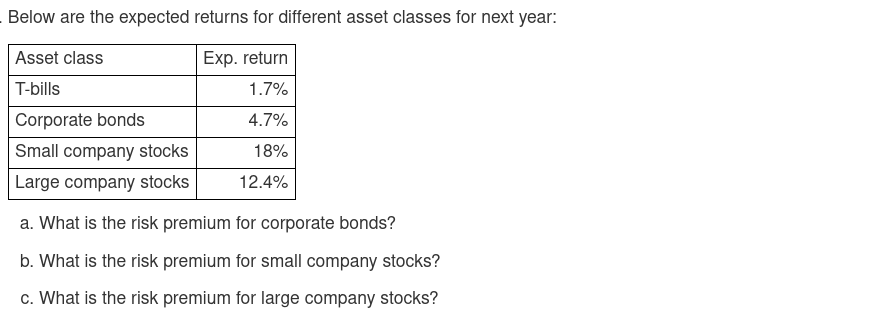 . Below are the expected returns for different asset classes for next year:
Asset class Exp. return
T-bills 1.7%
Corporate bonds 4.7%
Small company stocks 18%
Large company stocks 12.4%
a. What is the risk premium for corporate bonds?
b. What is the risk premium for small company stocks?
c. What is the risk premium for large company stocks?